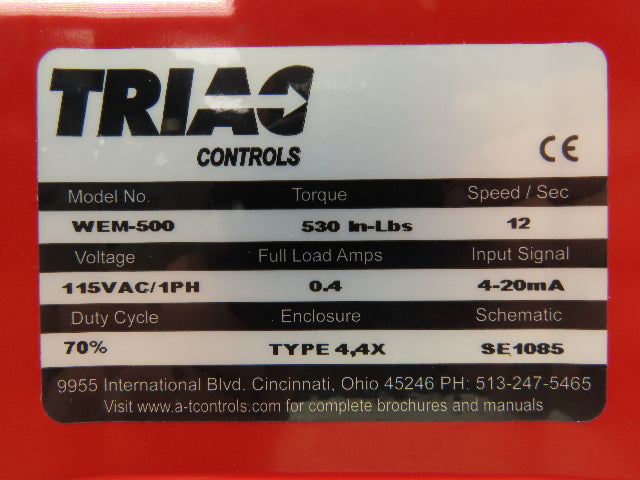 TRIAC
CONTROLS
CE
Model No. Torque Speed / Sec
WEM-500 530 In-Lbs 12
Voltage Full Load Amps Input Signal
115VAC/1PH 0.4 4-20mA
Duty Cycle Enclosure Schematic
70% TYPE 4,4X SE1085
9955 International Blvd. Cincinnati, Ohio 45246 PH: 513-247-5465
Visit www.a-tcontrols.com for complete brochures and manuals